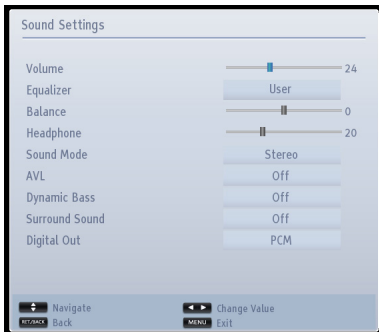 Sound Settings
Volume 24
Equalizer User
Balance 0
Headphone 20
Sound Mode Stereo
AVL Off
Dynamic Bass Off
Surround Sound Off
Digital Out PCM
Navigate Change Value
RET/BACK Back MENU Exit